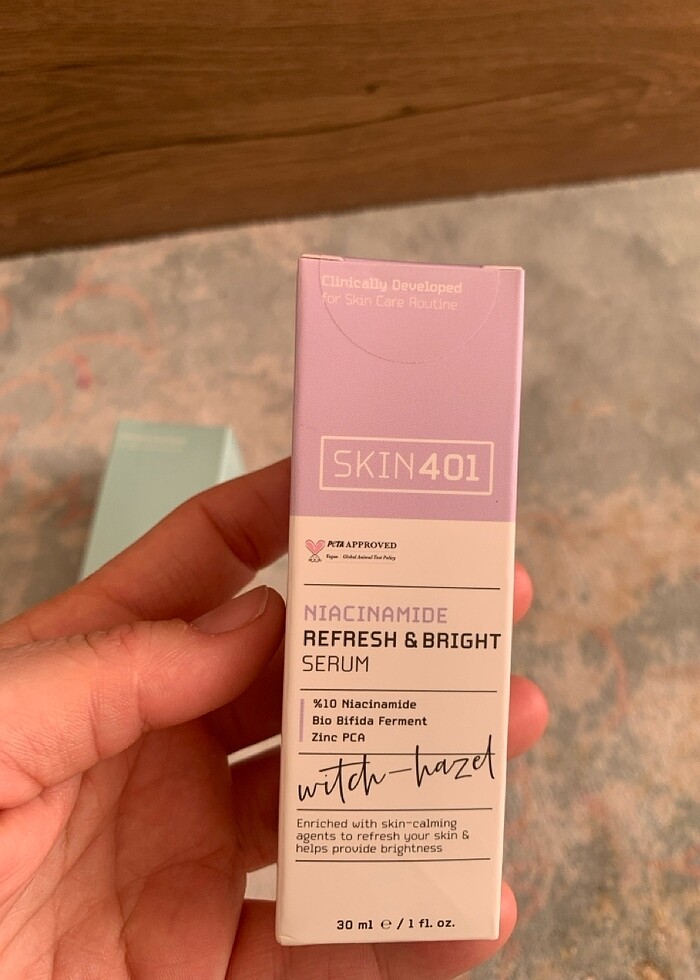 Clinically Developed
for Skin Care Routine
SKIN401
PETA APPROVED
Vegan | Global Animal Test Policy
NIACINAMIDE
REFRESH & BRIGHT
SERUM
%10 Niacinamide
Bio Bifida Ferment
Zinc PCA
witch-hazel
Enriched with skin-calming
agents to refresh your skin &
helps provide brightness
30 ml ℮ / 1 fl. oz.